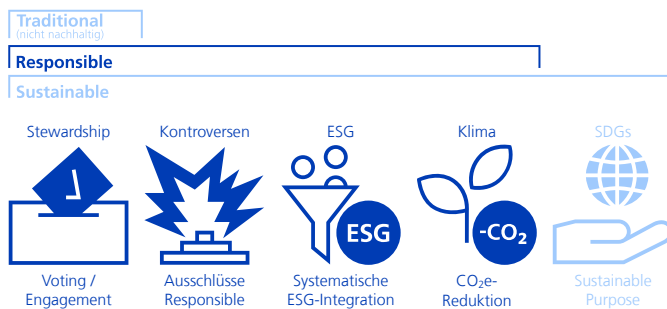 Traditional
(nicht nachhaltig)
Responsible
Sustainable
Stewardship
Kontroversen
ESG
Klima
SDGs
ESG
-CO₂
Voting /
Engagement
Ausschlüsse
Responsible
Systematische
ESG-Integration
CO₂e-
Reduktion
Sustainable
Purpose